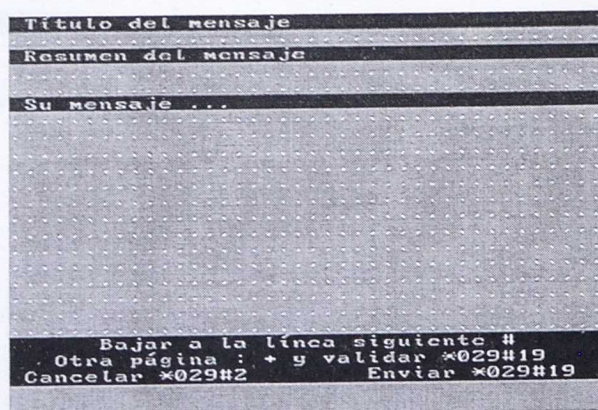 Título del mensaje
Resumen del mensaje
Su mensaje ...
Bajar a la línea siguiente #
Otra página : + y validar *029#19
Cancelar *029#2 Enviar *029#19